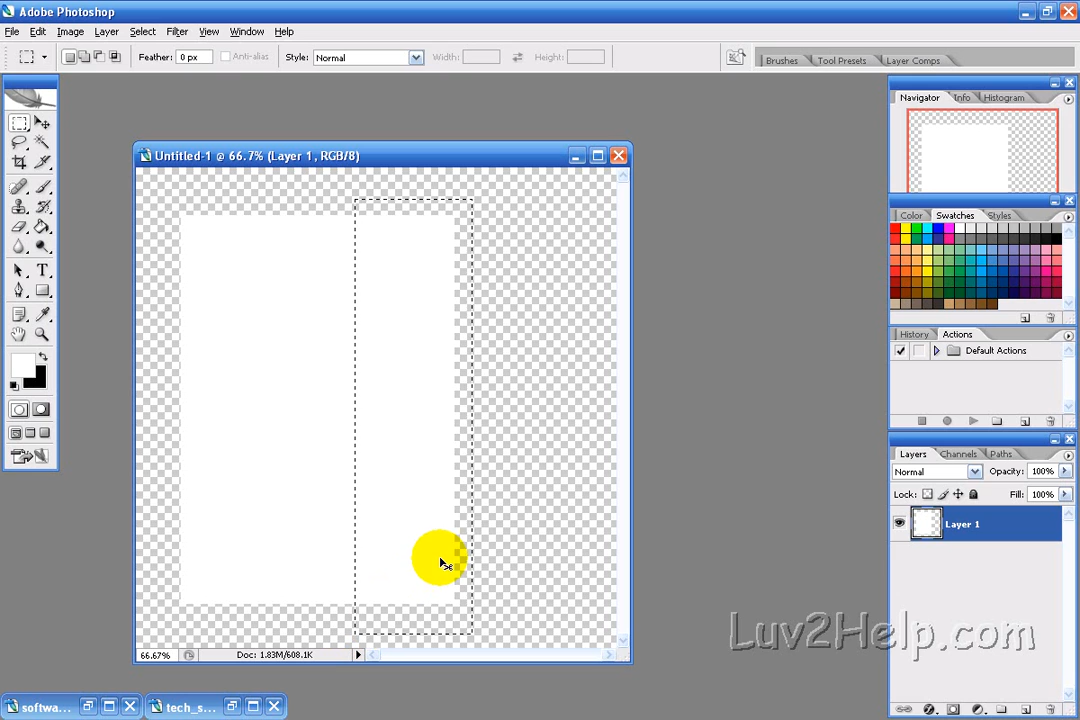 Adobe Photoshop
File Edit Image Layer Select Filter View Window Help
Feather: 0 px Anti-alias Style: Normal Width: Height: Brushes Tool Presets Layer Comps
Navigator Info Histogram
Untitled-1 @ 66.7% (Layer 1, RGB/8)
Color Swatches Styles
History Actions
Default Actions
Layers Channels Paths
Normal Opacity: 100%
Lock: Fill: 100%
Layer 1
Luv2Help.com
66.67% Doc: 1.83M/608.1K
softwa... tech_s...